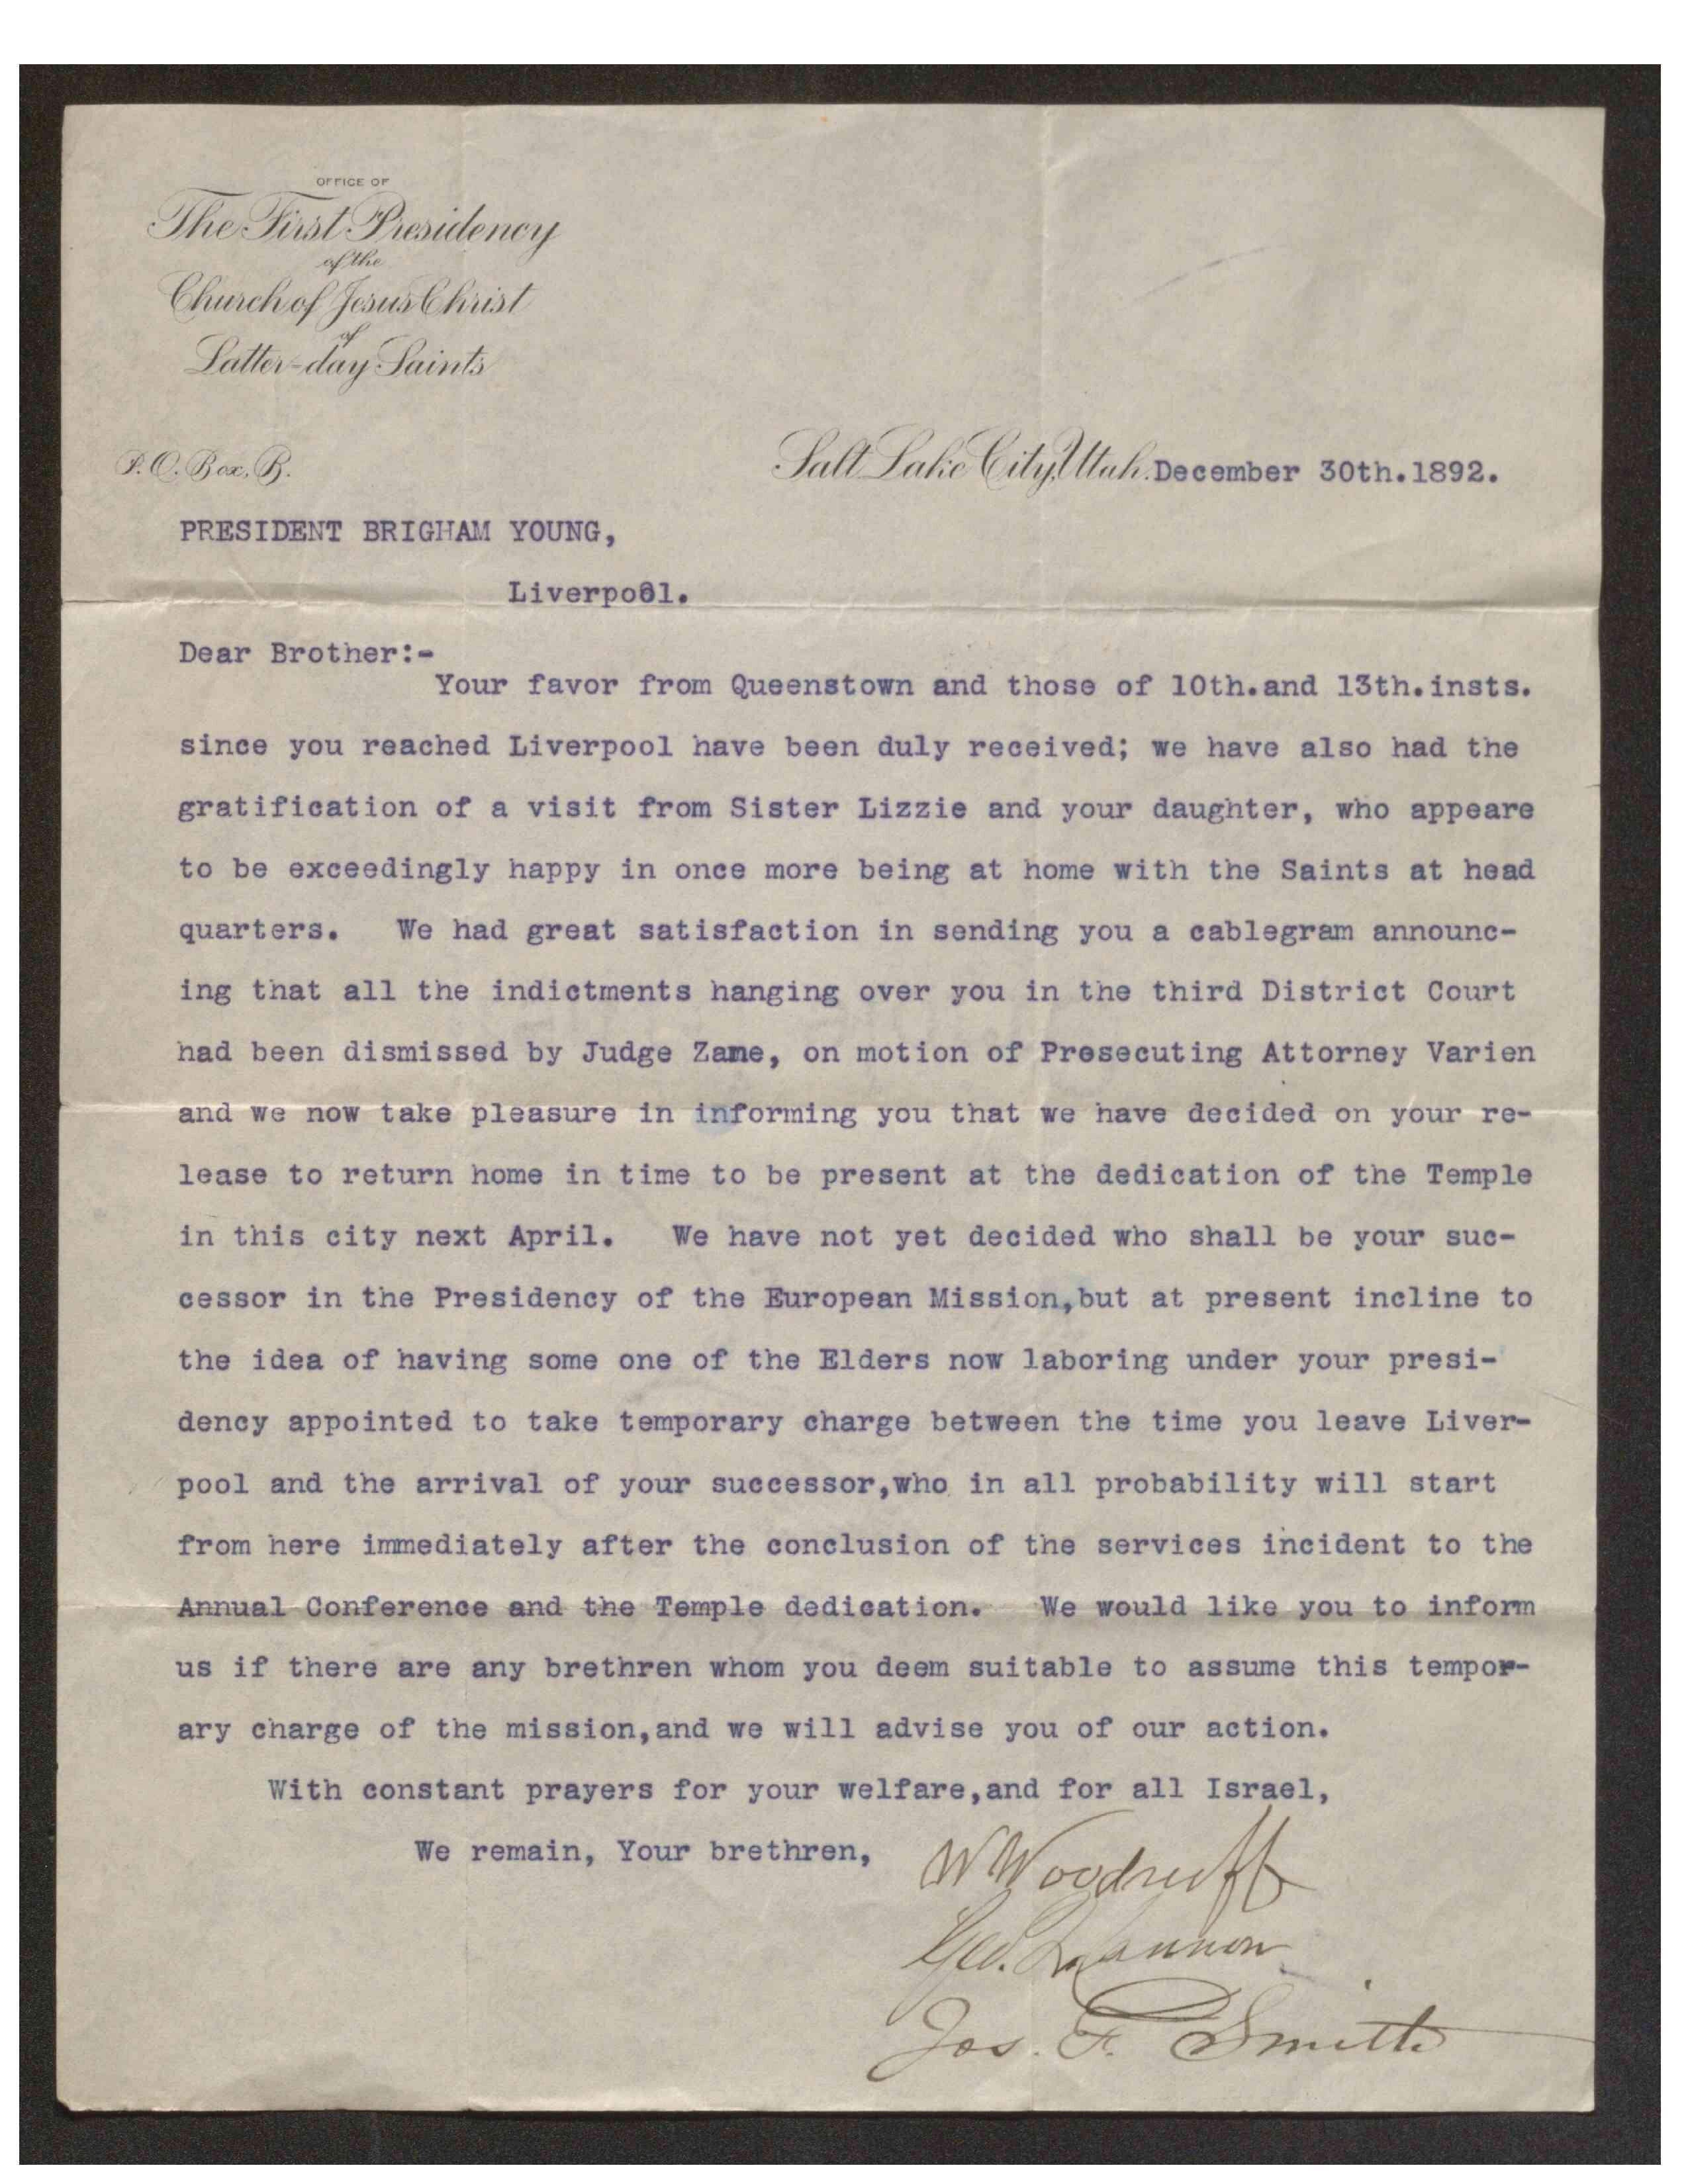 OFFICE OF
The First Presidency
of the
Church of Jesus Christ
of
Latter-day Saints
P.O. Box, B.
Salt Lake City, Utah. December 30th.1892.
PRESIDENT BRIGHAM YOUNG,
Liverpool.
Dear Brother:-
Your favor from Queenstown and those of 10th.and 13th.insts.
since you reached Liverpool have been duly received; we have also had the
gratification of a visit from Sister Lizzie and your daughter, who appeare
to be exceedingly happy in once more being at home with the Saints at head
quarters. We had great satisfaction in sending you a cablegram announc-
ing that all the indictments hanging over you in the third District Court
had been dismissed by Judge Zane, on motion of Prosecuting Attorney Varien
and we now take pleasure in informing you that we have decided on your re-
lease to return home in time to be present at the dedication of the Temple
in this city next April. We have not yet decided who shall be your suc-
cessor in the Presidency of the European Mission,but at present incline to
the idea of having some one of the Elders now laboring under your presi-
dency appointed to take temporary charge between the time you leave Liver-
pool and the arrival of your successor,who in all probability will start
from here immediately after the conclusion of the services incident to the
Annual Conference and the Temple dedication. We would like you to inform
us if there are any brethren whom you deem suitable to assume this tempor-
ary charge of the mission,and we will advise you of our action.
With constant prayers for your welfare,and for all Israel,
We remain, Your brethren,
W Woodruff
Geo. Q. Cannon
Jos. F. Smith